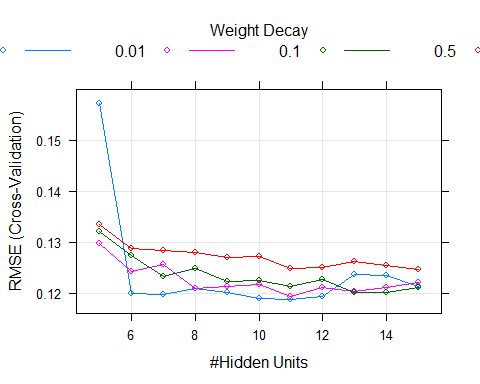 Weight Decay
0.01 0.1 0.5
0.15
0.14
0.13
0.12
RMSE (Cross-Validation)
6 8 10 12 14
#Hidden Units